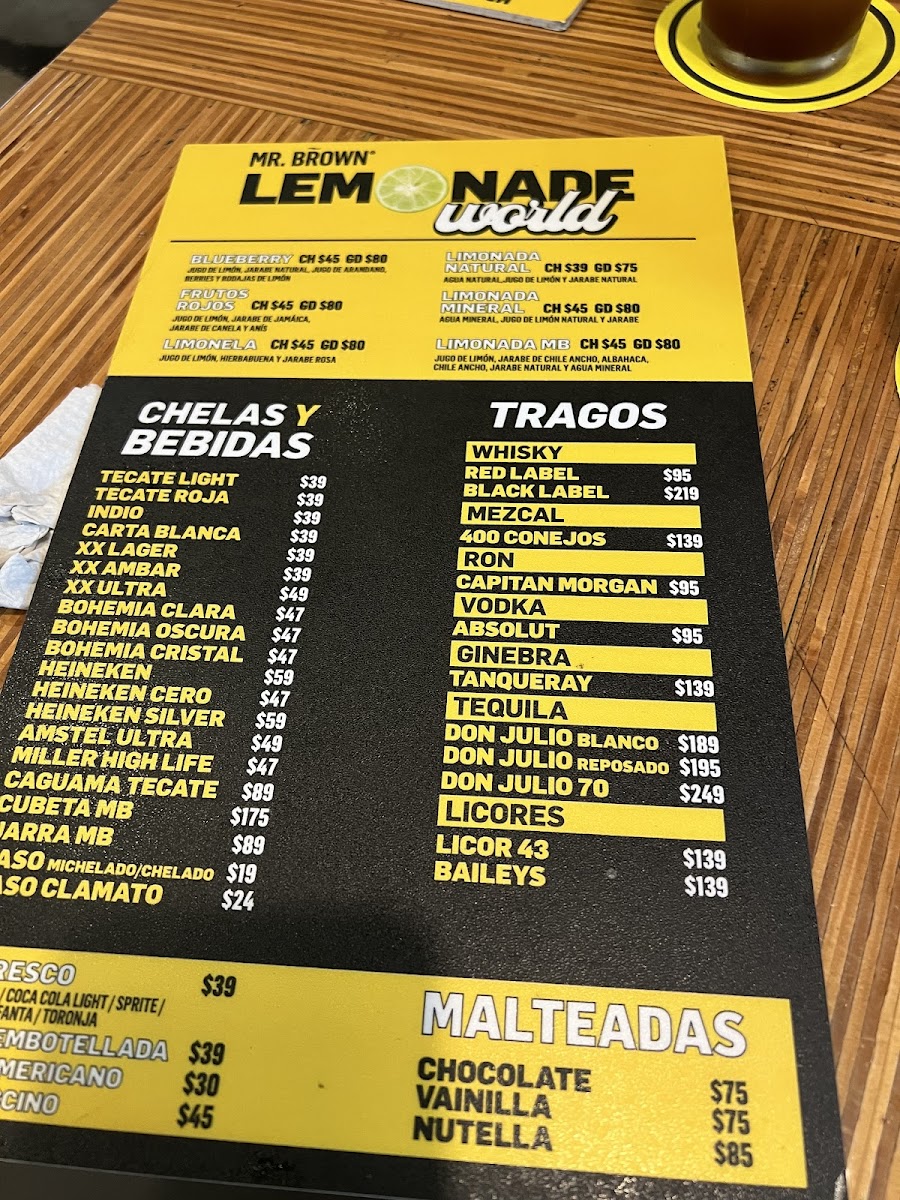 MR. BROWN®
LEMONADE
world
BLUEBERRY CH $45 GD $80
JUGO DE LIMÓN, JARABE NATURAL, JUGO DE ARANDANO,
BERRIES Y RODAJAS DE LIMÓN
FRUTOS
ROJOS CH $45 GD $80
JUGO DE LIMÓN, JARABE DE JAMÁICA,
JARABE DE CANELA Y ANÍS
LIMONELA CH $45 GD $80
JUGO DE LIMÓN, HIERBABUENA Y JARABE ROSA
LIMONADA
NATURAL CH $39 GD $75
AGUA NATURAL, JUGO DE LIMÓN Y JARABE NATURAL
LIMONADA
MINERAL CH $45 GD $80
AGUA MINERAL, JUGO DE LIMÓN NATURAL Y JARABE
LIMONADA MB CH $45 GD $80
JUGO DE LIMÓN, JARABE DE CHILE ANCHO, ALBAHACA,
CHILE ANCHO, JARABE NATURAL Y AGUA MINERAL
CHELAS Y
BEBIDAS
TECATE LIGHT $39
TECATE ROJA $39
INDIO $39
CARTA BLANCA $39
XX LAGER $39
XX AMBAR $39
XX ULTRA $49
BOHEMIA CLARA $47
BOHEMIA OSCURA $47
BOHEMIA CRISTAL $47
HEINEKEN $59
HEINEKEN CERO $47
HEINEKEN SILVER $59
AMSTEL ULTRA $49
MILLER HIGH LIFE $47
CAGUAMA TECATE $89
CUBETA MB $175
JARRA MB $89
ASO MICHELADO/CHELADO $19
ASO CLAMATO $24
TRAGOS
WHISKY
RED LABEL $95
BLACK LABEL $219
MEZCAL
400 CONEJOS $139
RON
CAPITAN MORGAN $95
VODKA
ABSOLUT $95
GINEBRA
TANQUERAY $139
TEQUILA
DON JULIO BLANCO $189
DON JULIO REPOSADO $195
DON JULIO 70 $249
LICORES
LICOR 43 $139
BAILEYS $139
RESCO $39
/ COCA COLA LIGHT / SPRITE /
FANTA / TORONJA
EMBOTELLADA $39
MERICANO $30
CINO $45
MALTEADAS
CHOCOLATE $75
VAINILLA $75
NUTELLA $85